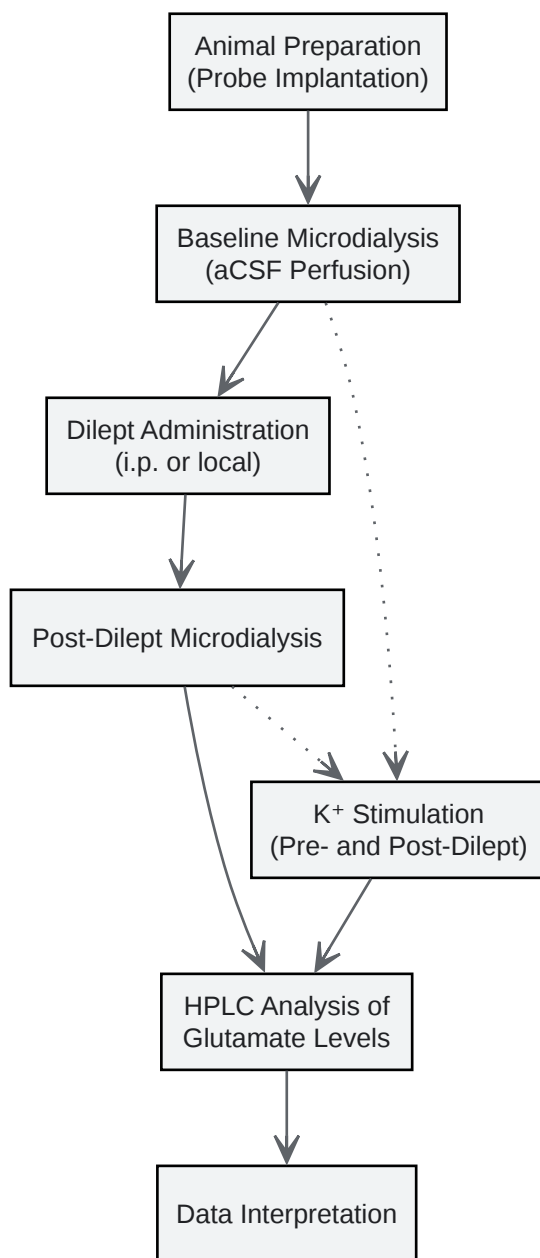 Animal Preparation
(Probe Implantation)
Baseline Microdialysis
(aCSF Perfusion)
Dilept Administration
(i.p. or local)
Post-Dilept Microdialysis
K⁺ Stimulation
(Pre- and Post-Dilept)
HPLC Analysis of
Glutamate Levels
Data Interpretation